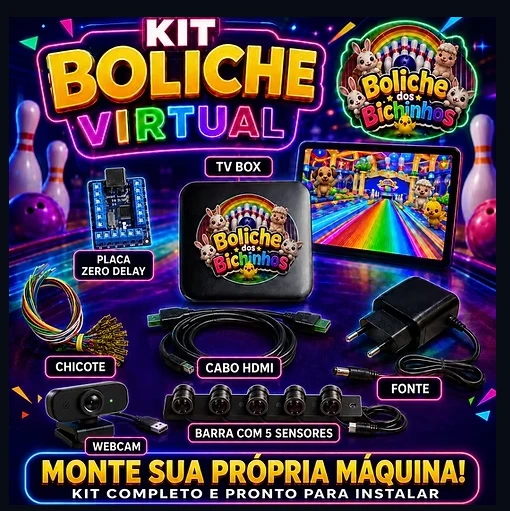 KIT
BOLICHE
VIRTUAL
Boliche
dos
Bichinhos
TV BOX
Boliche
dos
Bichinhos
PLACA
ZERO DELAY
CHICOTE
CABO HDMI
FONTE
WEBCAM
BARRA COM 5 SENSORES
MONTE SUA PRÓPRIA MÁQUINA!
KIT COMPLETO E PRONTO PARA INSTALAR